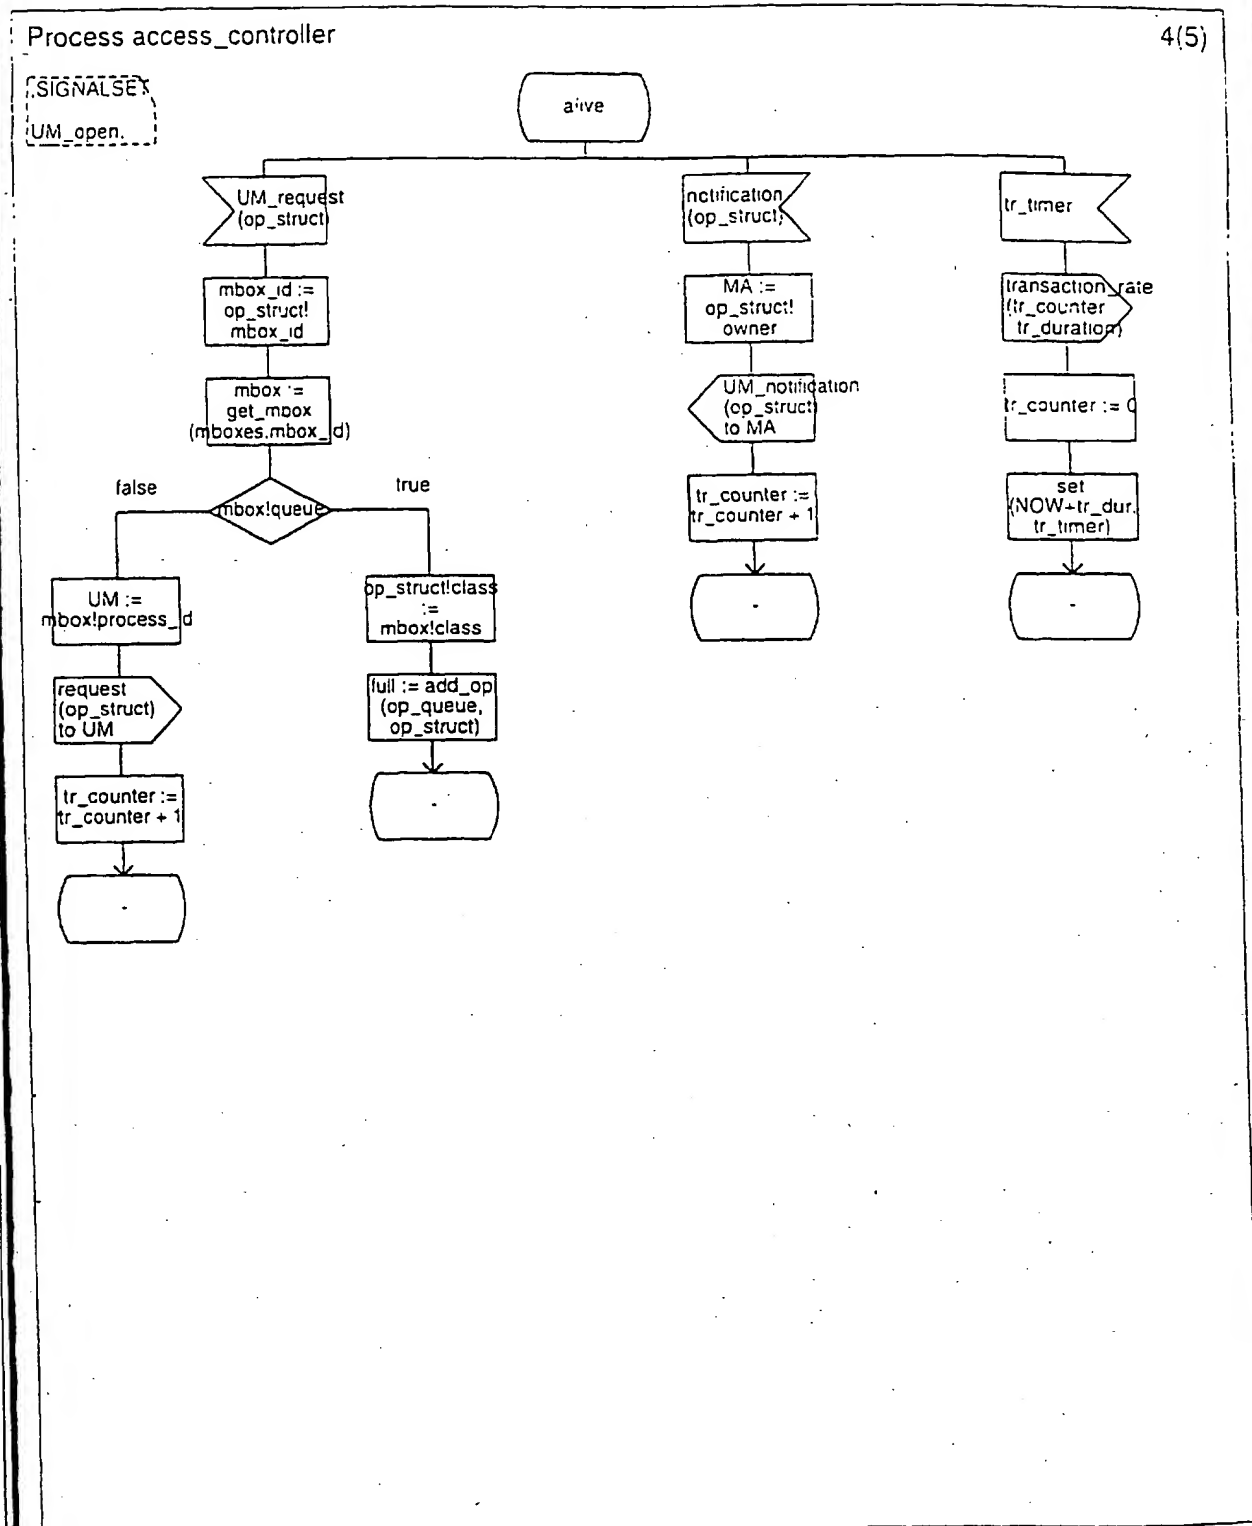 Process access_controller
4(5)
;SIGNALSET
UM_open,
alive
UM_request
(op_struct)
notification
(op_struct)
tr_timer
mbox_id :=
op_struct!
mbox_id
MA :=
op_struct!
owner
transaction_rate
(tr_counter
tr_duration)
mbox :=
get_mbox
(mboxes,mbox_id)
UM_notification
(op_struct)
to MA
tr_counter := 0
false
true
mbox!queue
tr_counter :=
tr_counter + 1
set
(NOW+tr_dur,
tr_timer)
UM :=
mbox!process_id
op_struct!class
:=
mbox!class
-
-
request
(op_struct)
to UM
full := add_op
(op_queue,
op_struct)
tr_counter :=
tr_counter + 1
-
-